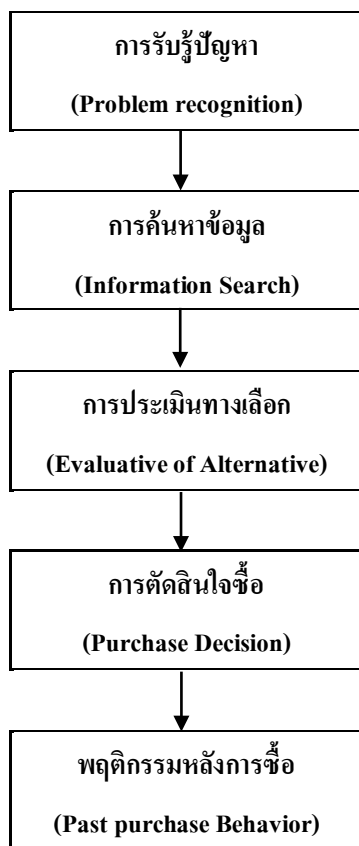 การรับรู้ปัญหา
(Problem recognition)
การค้นหาข้อมูล
(Information Search)
การประเมินทางเลือก
(Evaluative of Alternative)
การตัดสินใจซื้อ
(Purchase Decision)
พฤติกรรมหลังการซื้อ
(Past purchase Behavior)